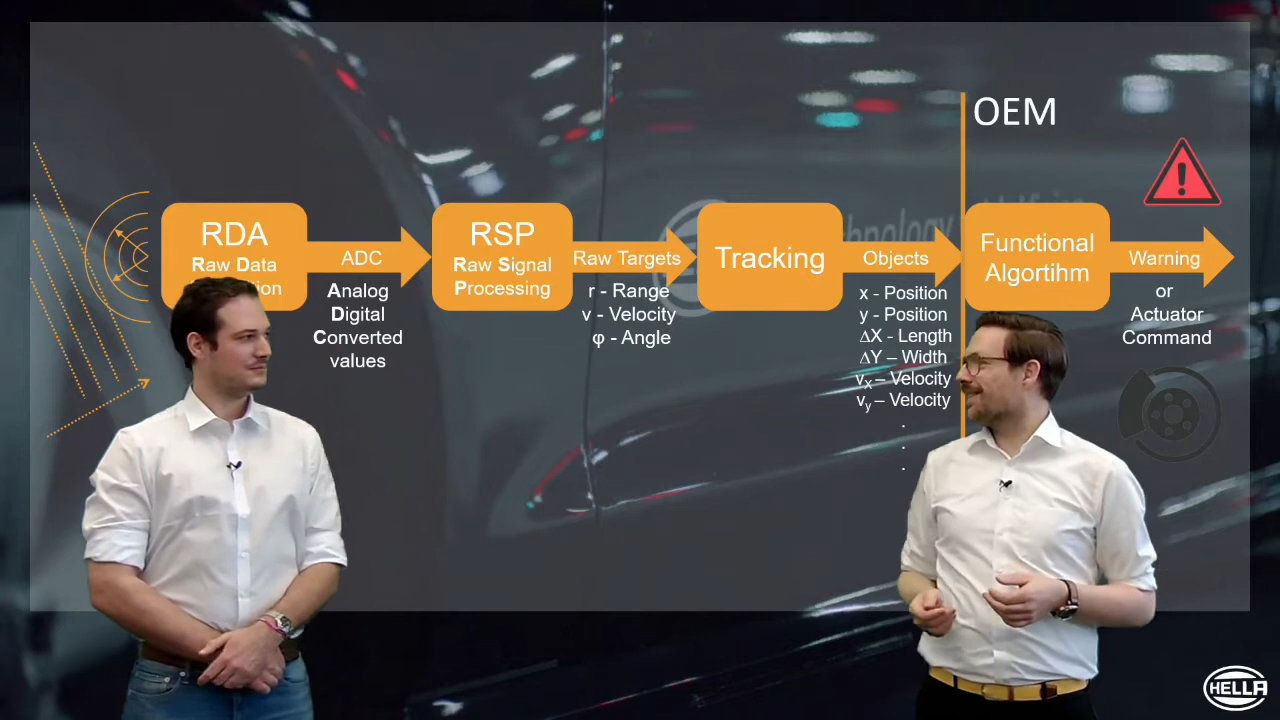 OEM
RDA
Raw Data
ADC
Analog
Digital
Converted
values
RSP
Raw Signal
Processing
Raw Targets
r - Range
v - Velocity
φ - Angle
Tracking
Objects
x - Position
y - Position
ΔX - Length
ΔY – Width
vx – Velocity
vy – Velocity
.
.
.
Functional
Algortihm
Warning
or
Actuator
Command
HELLA